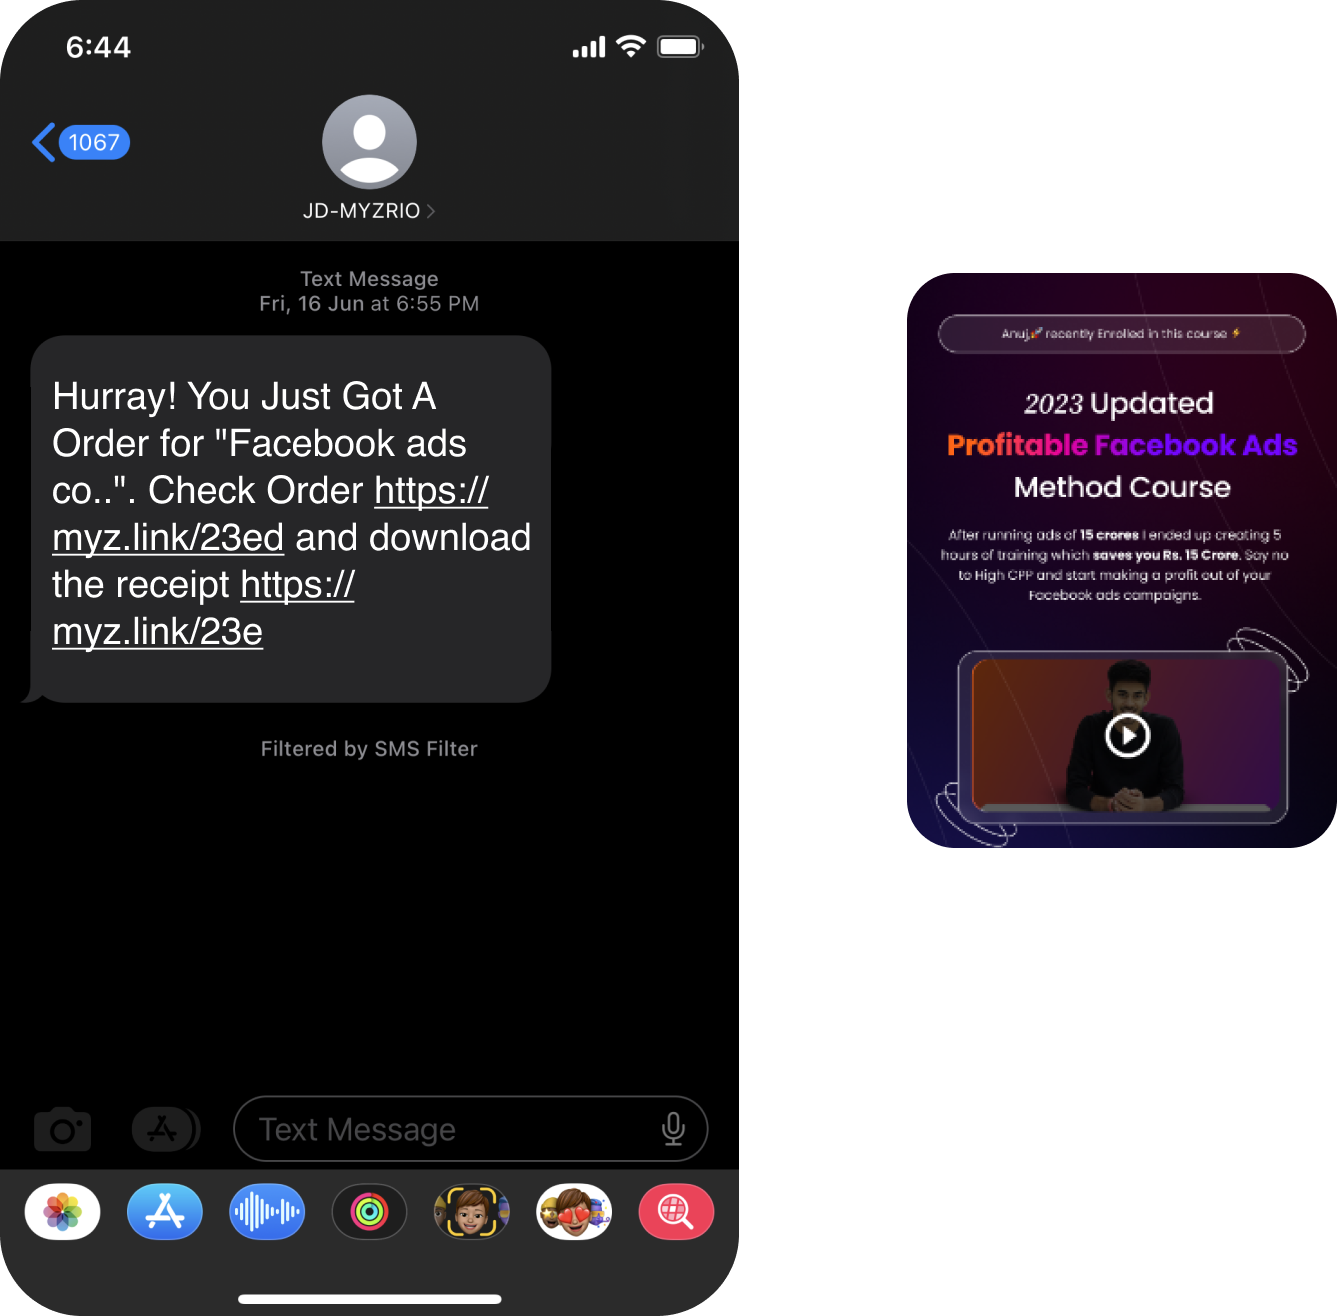 6:44
1067
JD-MYZRIO
Text Message
Fri, 16 Jun at 6:55 PM
Hurray! You Just Got A
Order for "Facebook ads
co..". Check Order https://
myz.link/23ed and download
the receipt https://
myz.link/23e
Filtered by SMS Filter
Text Message
Anuj🚀 recently Enrolled in this course ⚡
2023 Updated
Profitable Facebook Ads
Method Course
After running ads of 15 crores I ended up creating 5
hours of training which saves you Rs. 15 Crore. Say no
to High CPP and start making a profit out of your
Facebook ads campaigns.